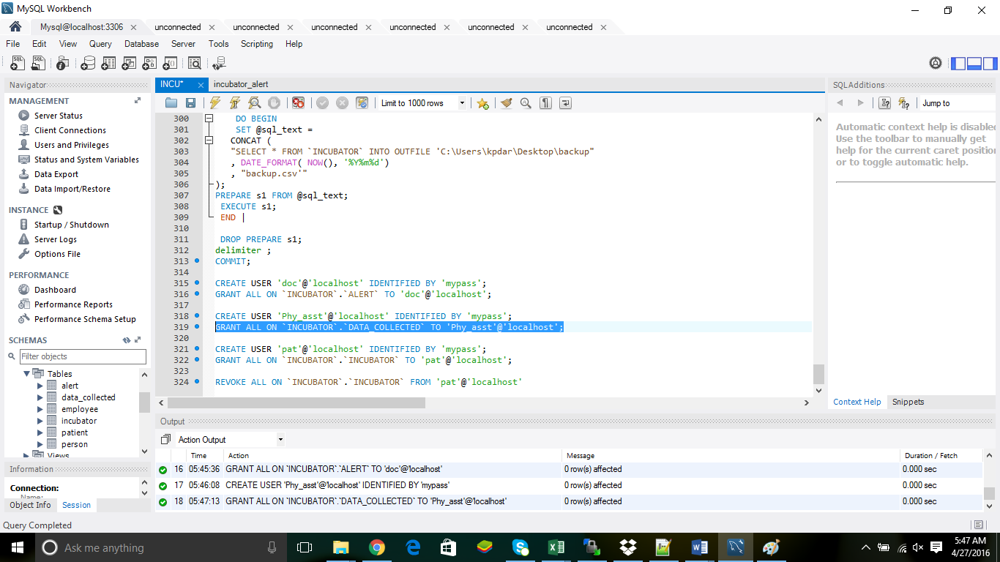 MySQL Workbench
Mysql@localhost:3306 unconnected unconnected unconnected unconnected unconnected unconnected
File Edit View Query Database Server Tools Scripting Help
Navigator
MANAGEMENT
Server Status
Client Connections
Users and Privileges
Status and System Variables
Data Export
Data Import/Restore
INSTANCE
Startup / Shutdown
Server Logs
Options File
PERFORMANCE
Dashboard
Performance Reports
Performance Schema Setup
SCHEMAS
Filter objects
Tables
alert
data_collected
employee
incubator
patient
person
Views
Information
Connection:
Name:
Object Info Session
INCU* incubator_alert
Limit to 1000 rows
300 DO BEGIN
301 SET @sql_text =
302 CONCAT (
303 "SELECT * FROM `INCUBATOR` INTO OUTFILE 'C:\Users\kpdar\Desktop\backup"
304 , DATE_FORMAT( NOW(), '%Y%m%d')
305 , "backup.csv'"
306 );
307 PREPARE s1 FROM @sql_text;
308 EXECUTE s1;
309 END |
310
311 DROP PREPARE s1;
312 delimiter ;
313 COMMIT;
314
315 CREATE USER 'doc'@'localhost' IDENTIFIED BY 'mypass';
316 GRANT ALL ON `INCUBATOR`.`ALERT` TO 'doc'@'localhost';
317
318 CREATE USER 'Phy_asst'@'localhost' IDENTIFIED BY 'mypass';
319 GRANT ALL ON `INCUBATOR`.`DATA_COLLECTED` TO 'Phy_asst'@'localhost';
320
321 CREATE USER 'pat'@'localhost' IDENTIFIED BY 'mypass';
322 GRANT ALL ON `INCUBATOR`.`INCUBATOR` TO 'pat'@'localhost';
323
324 REVOKE ALL ON `INCUBATOR`.`INCUBATOR` FROM 'pat'@'localhost'
SQLAdditions
Jump to
Automatic context help is disabled
Use the toolbar to manually get
help for the current caret position
or to toggle automatic help.
Context Help Snippets
Output
Action Output
Time Action Message Duration / Fetch
16 05:45:36 GRANT ALL ON `INCUBATOR`.`ALERT` TO 'doc'@'localhost' 0 row(s) affected 0.000 sec
17 05:46:08 CREATE USER 'Phy_asst'@'localhost' IDENTIFIED BY 'mypass' 0 row(s) affected 0.000 sec
18 05:47:13 GRANT ALL ON `INCUBATOR`.`DATA_COLLECTED` TO 'Phy_asst'@'localhost' 0 row(s) affected 0.000 sec
Query Completed
Ask me anything
5:47 AM
4/27/2016